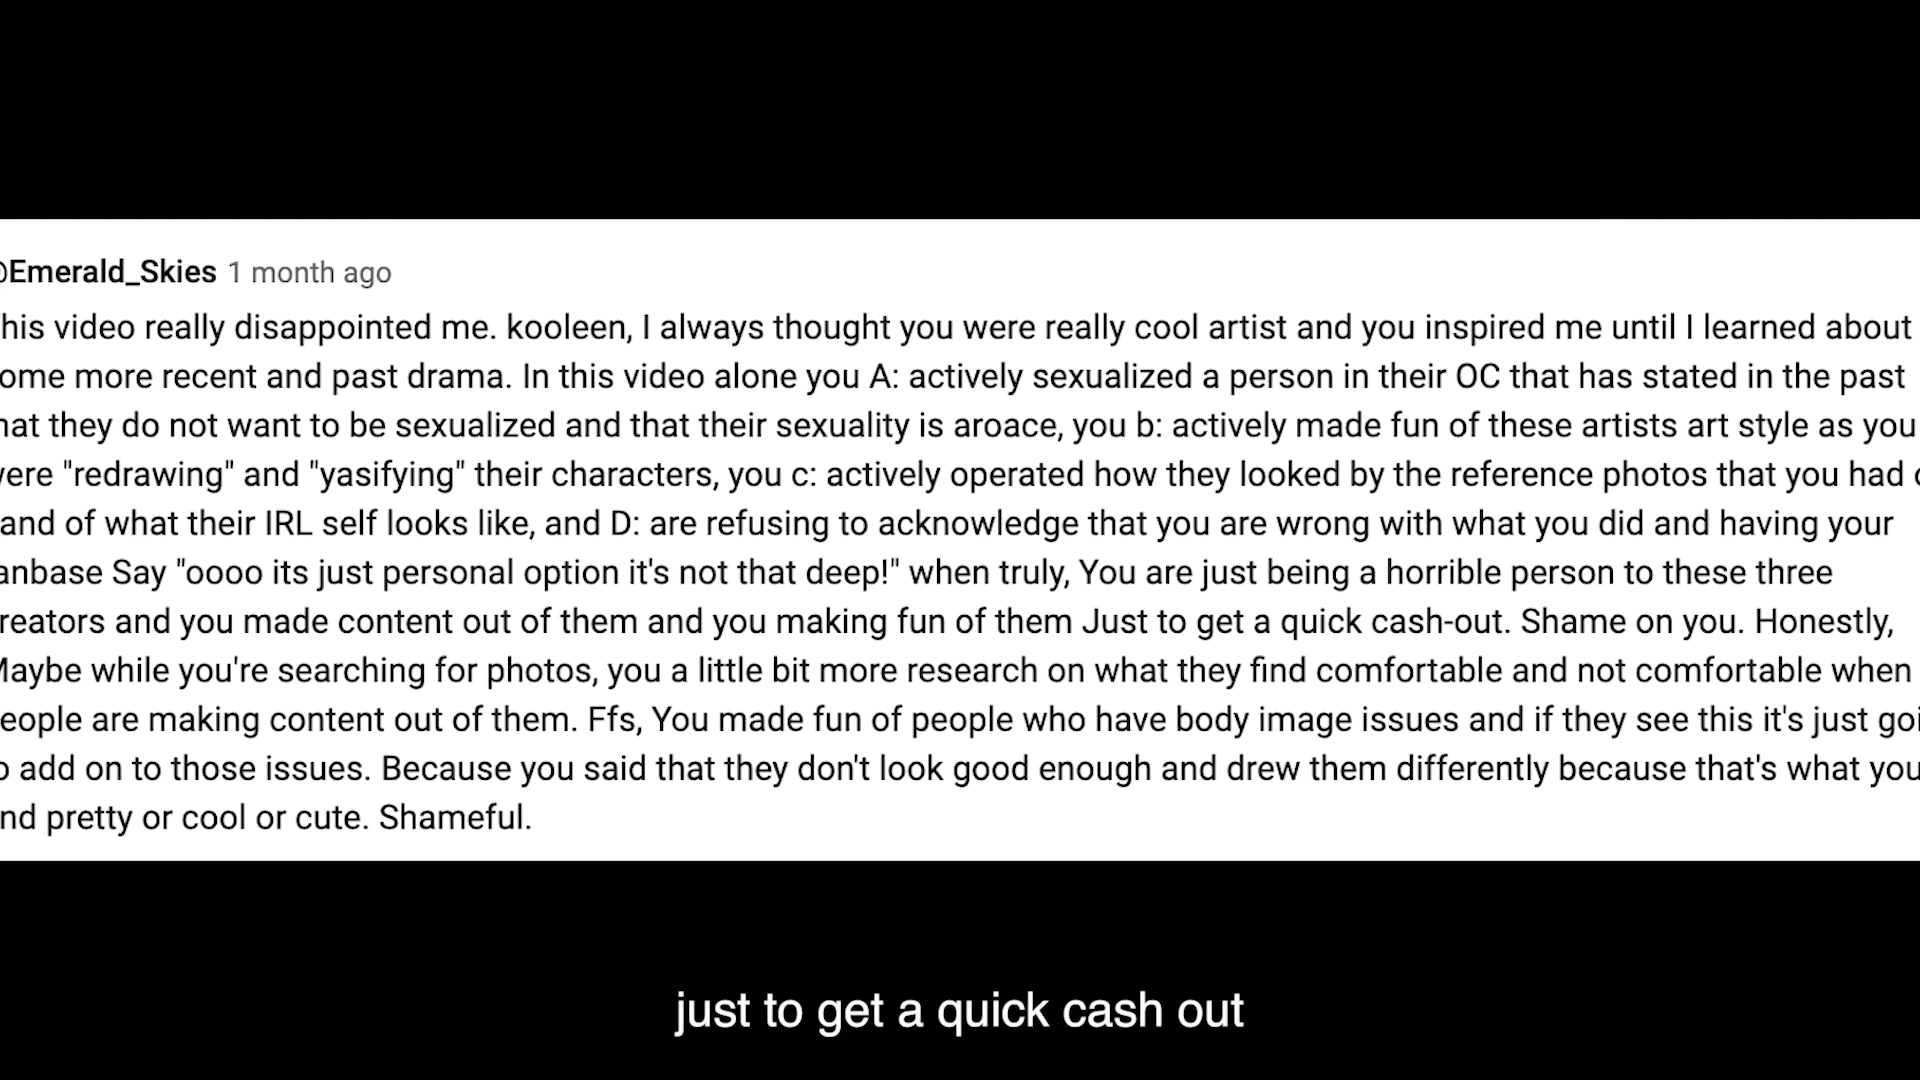 @Emerald_Skies 1 month ago
his video really disappointed me. kooleen, I always thought you were really cool artist and you inspired me until I learned about
ome more recent and past drama. In this video alone you A: actively sexualized a person in their OC that has stated in the past
hat they do not want to be sexualized and that their sexuality is aroace, you b: actively made fun of these artists art style as you
were "redrawing" and "yasifying" their characters, you c: actively operated how they looked by the reference photos that you had o
and of what their IRL self looks like, and D: are refusing to acknowledge that you are wrong with what you did and having your
anbase Say "oooo its just personal option it's not that deep!" when truly, You are just being a horrible person to these three
reators and you made content out of them and you making fun of them Just to get a quick cash-out. Shame on you. Honestly,
Maybe while you're searching for photos, you a little bit more research on what they find comfortable and not comfortable when
eople are making content out of them. Ffs, You made fun of people who have body image issues and if they see this it's just goi
o add on to those issues. Because you said that they don't look good enough and drew them differently because that's what you
nd pretty or cool or cute. Shameful.
just to get a quick cash out